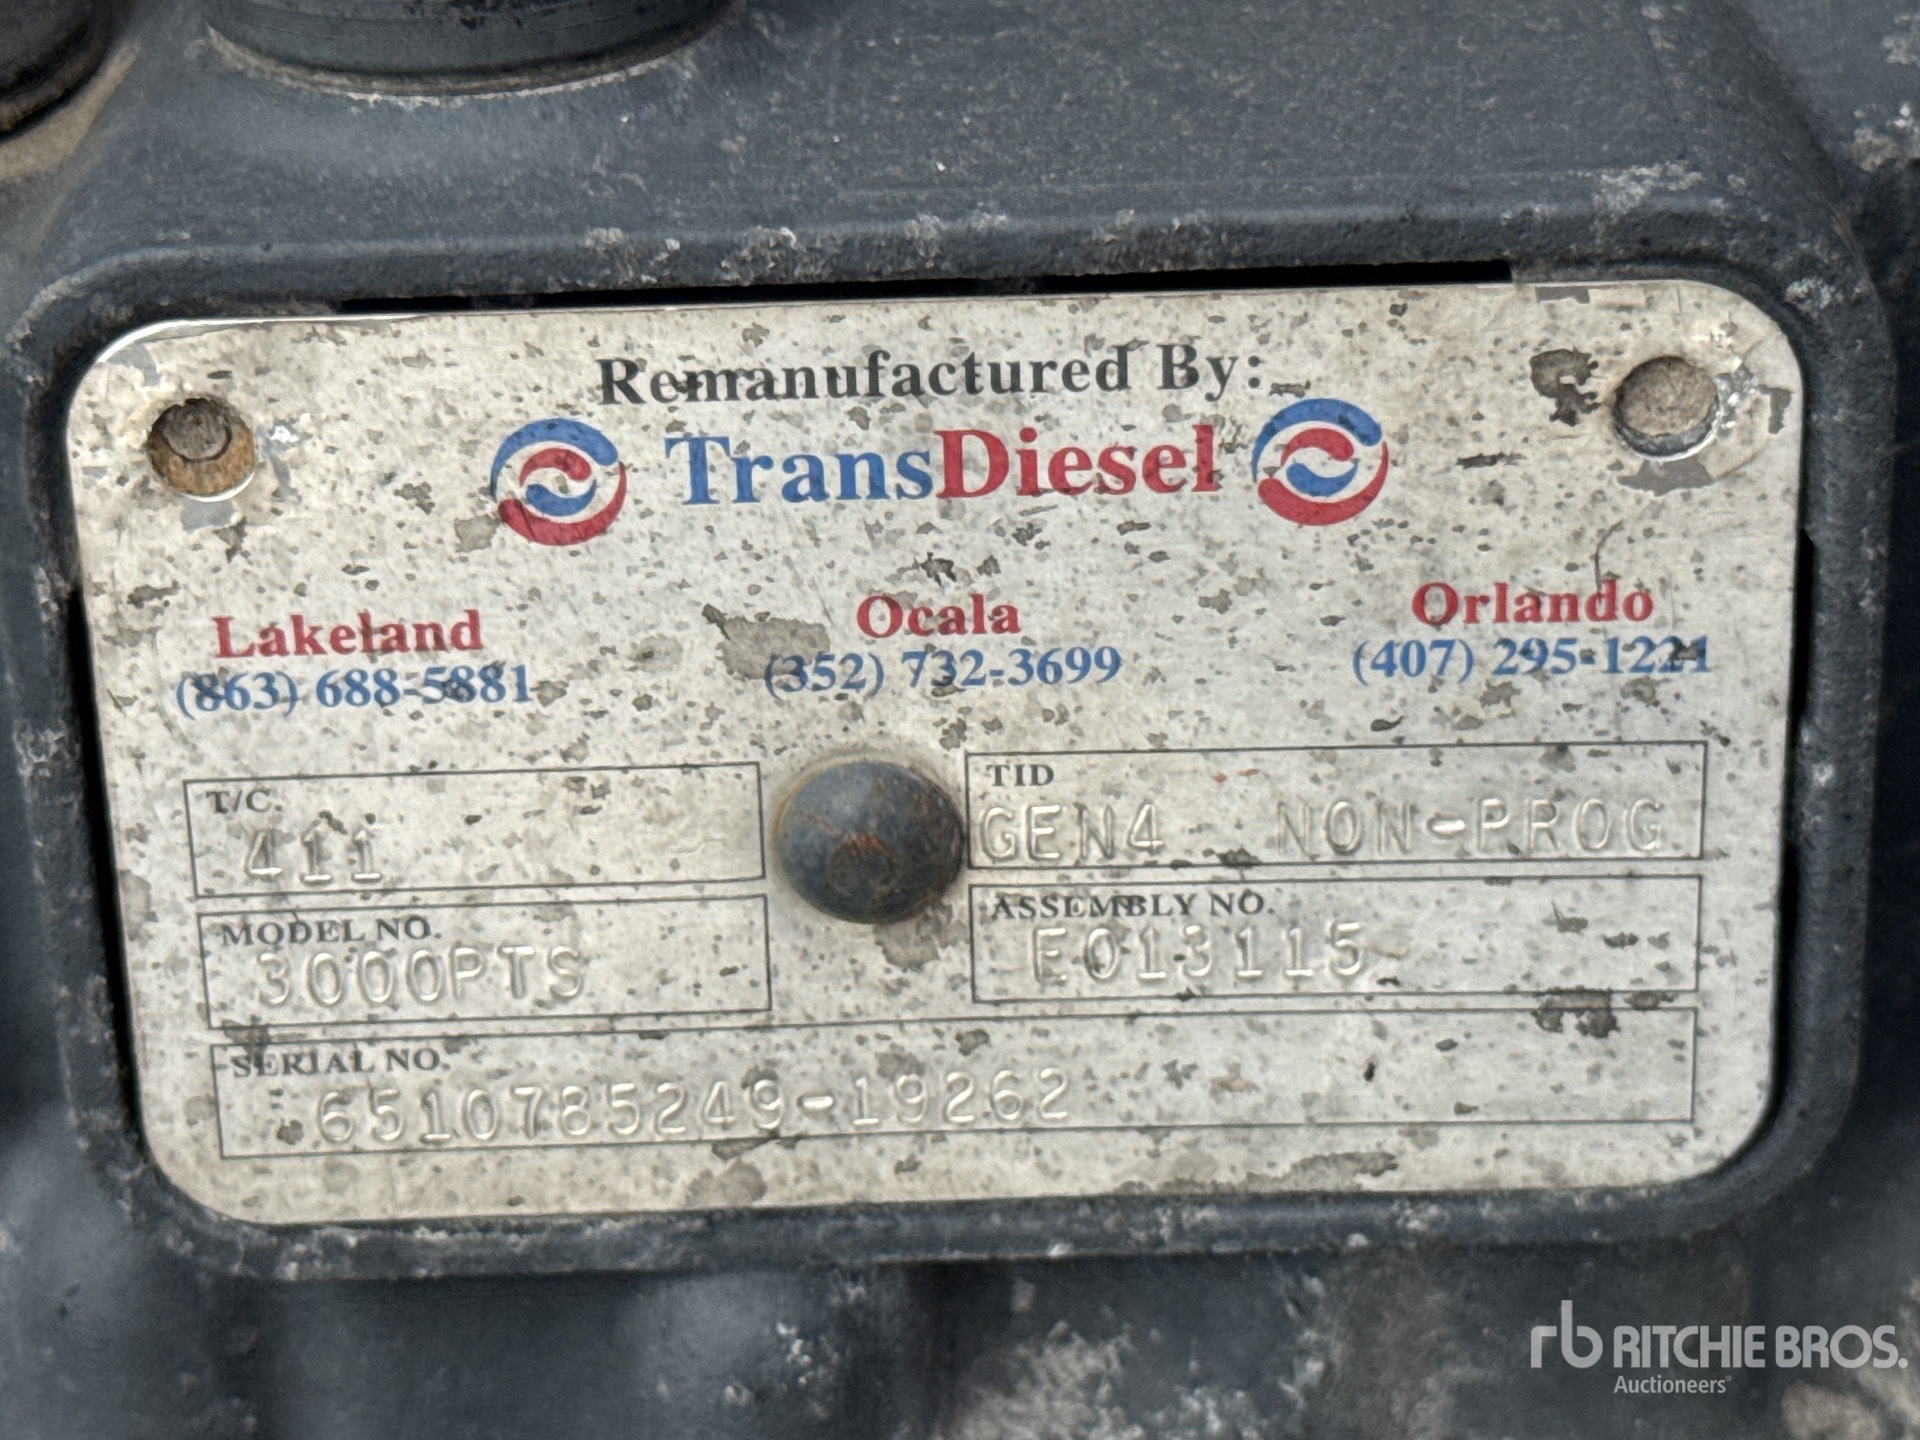 Remanufactured By:
TransDiesel
Lakeland Ocala Orlando
(863) 688-5881 (352) 732-3699 (407) 295-1221
T/C. TID
411 GEN4 NON-PROG
MODEL NO. ASSEMBLY NO.
3000PTS E013115
SERIAL NO.
6510785249-19262
rb RITCHIE BROS.
Auctioneers